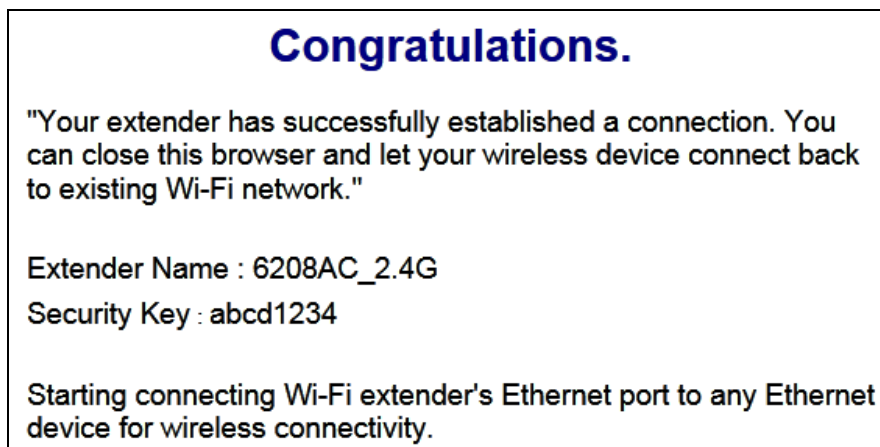 Congratulations.
"Your extender has successfully established a connection. You
can close this browser and let your wireless device connect back
to existing Wi-Fi network."
Extender Name : 6208AC_2.4G
Security Key : abcd1234
Starting connecting Wi-Fi extender's Ethernet port to any Ethernet
device for wireless connectivity.